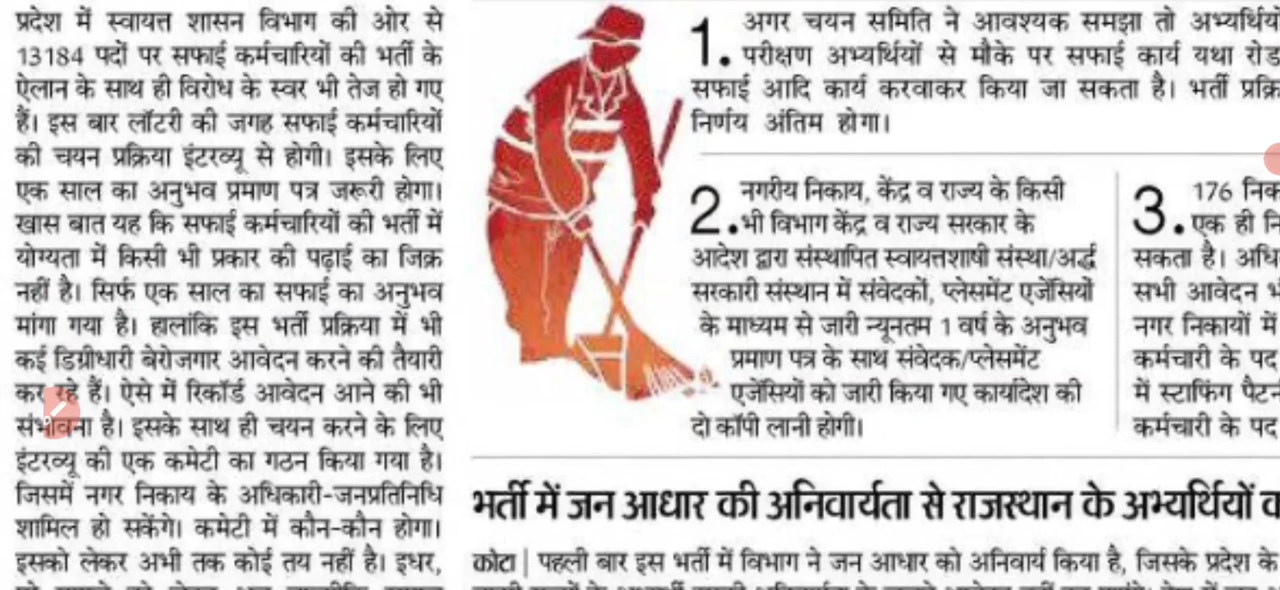 प्रदेश में स्वायत्त शासन विभाग की ओर से
13184 पदों पर सफाई कर्मचारियों की भर्ती के
ऐलान के साथ ही विरोध के स्वर भी तेज हो गए
हैं। इस बार लॉटरी की जगह सफाई कर्मचारियों
की चयन प्रक्रिया इंटरव्यू से होगी। इसके लिए
एक साल का अनुभव प्रमाण पत्र जरूरी होगा।
खास बात यह कि सफाई कर्मचारियों की भर्ती में
योग्यता में किसी भी प्रकार की पढ़ाई का जिक्र
नहीं है। सिर्फ एक साल का सफाई का अनुभव
मांगा गया है। हालांकि इस भर्ती प्रक्रिया में भी
कई डिग्रीधारी बेरोजगार आवेदन करने की तैयारी
कर रहे हैं। ऐसे में रिकॉर्ड आवेदन आने की भी
संभावना है। इसके साथ ही चयन करने के लिए
इंटरव्यू की एक कमेटी का गठन किया गया है।
जिसमें नगर निकाय के अधिकारी-जनप्रतिनिधि
शामिल हो सकेंगे। कमेटी में कौन-कौन होगा।
इसको लेकर अभी तक कोई तय नहीं है। इधर,
1. अगर चयन समिति ने आवश्यक समझा तो अभ्यर्थियों
परीक्षण अभ्यर्थियों से मौके पर सफाई कार्य यथा रोड
सफाई आदि कार्य करवाकर किया जा सकता है। भर्ती प्रक्रि
निर्णय अंतिम होगा।
2. नगरीय निकाय, केंद्र व राज्य के किसी
भी विभाग केंद्र व राज्य सरकार के
आदेश द्वारा संस्थापित स्वायत्तशाषी संस्था/अर्द्ध
सरकारी संस्थान में संवेदकों, प्लेसमेंट एजेंसियों
के माध्यम से जारी न्यूनतम 1 वर्ष के अनुभव
प्रमाण पत्र के साथ संवेदक/प्लेसमेंट
एजेंसियों को जारी किया गए कार्यादेश की
दो कॉपी लानी होगी।
3. 176 निक
एक ही नि
सकता है। अधि
सभी आवेदन भ
नगर निकायों में
कर्मचारी के पद
में स्टाफिंग पैटन
कर्मचारी के पद
भर्ती में जन आधार की अनिवार्यता से राजस्थान के अभ्यर्थियों क
कोटा | पहली बार इस भर्ती में विभाग ने जन आधार को अनिवार्य किया है, जिसके प्रदेश के